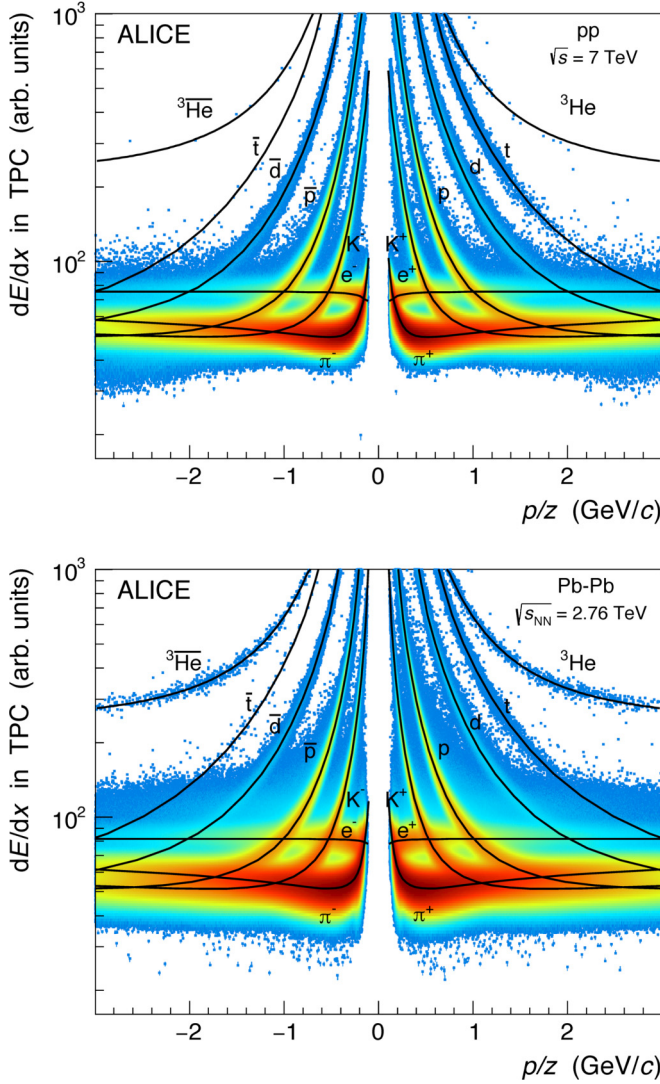 dE/dx in TPC (arb. units)
10³
10²
ALICE
pp
√s = 7 TeV
³H̅e̅
³He
t̅
d̅
p̅
K⁻
e⁻
π⁻
K⁺
e⁺
π⁺
p
d
t
−2 −1 0 1 2
p/z (GeV/c)
dE/dx in TPC (arb. units)
10³
10²
ALICE
Pb-Pb
√sNN = 2.76 TeV
³H̅e̅
³He
t̅
d̅
p̅
K⁻
e⁻
π⁻
K⁺
e⁺
π⁺
p
d
t
−2 −1 0 1 2
p/z (GeV/c)